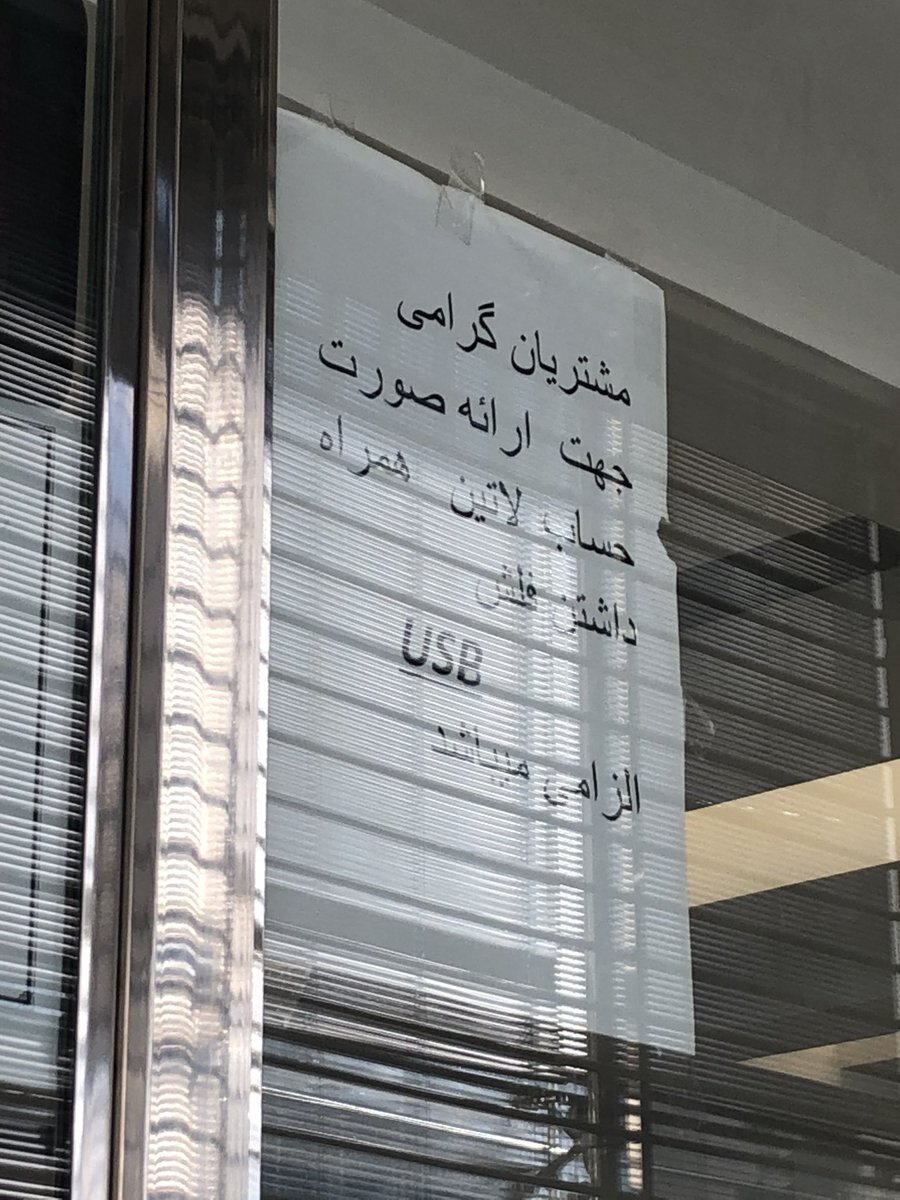 مشتریان گرامی
جهت ارائه صورت
حساب لاتین همراه
داشتن فلش
USB
الزامی میباشد